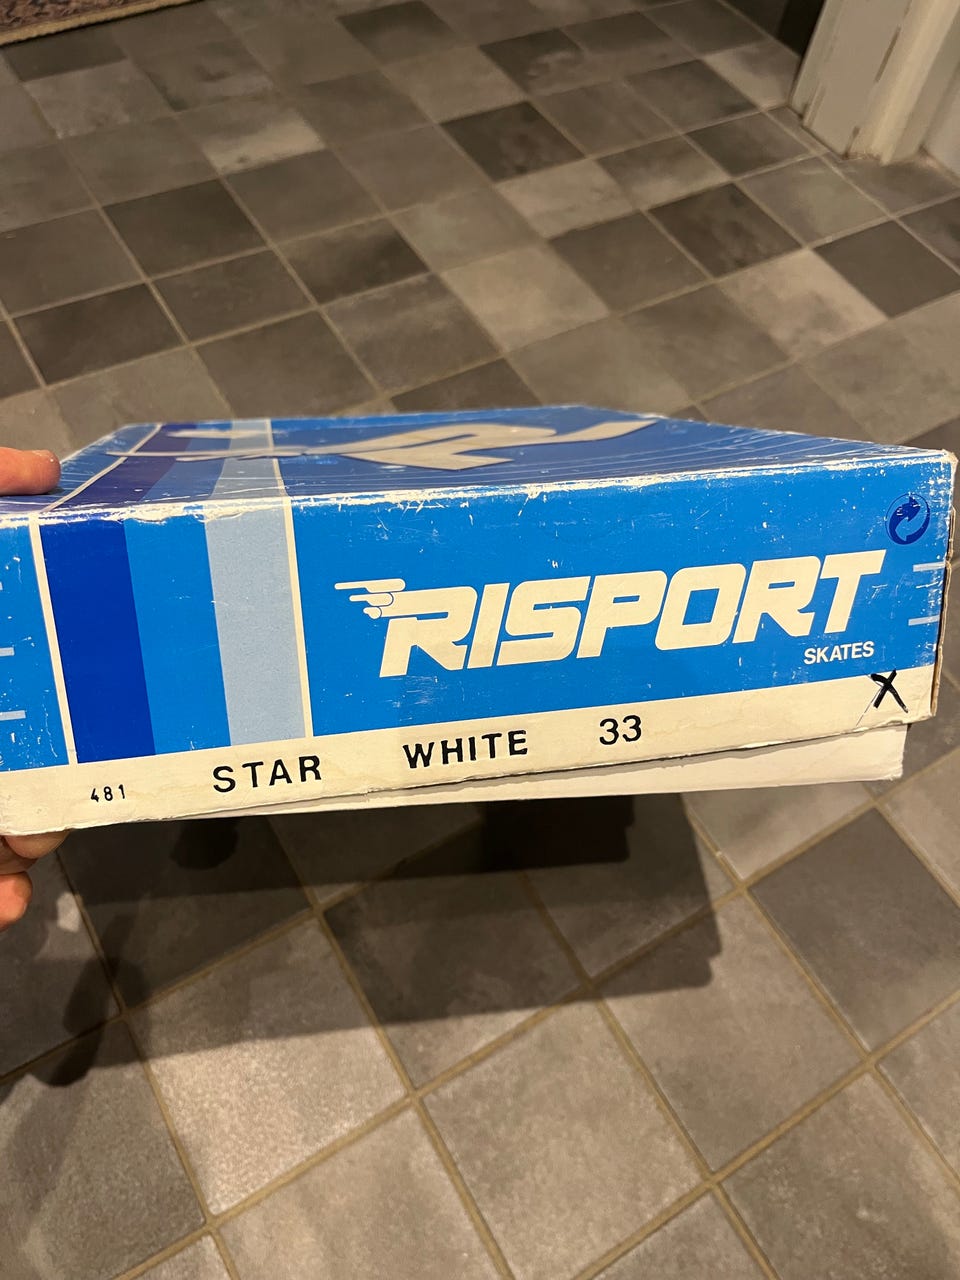 RISPORT
SKATES
X
481 STAR WHITE 33